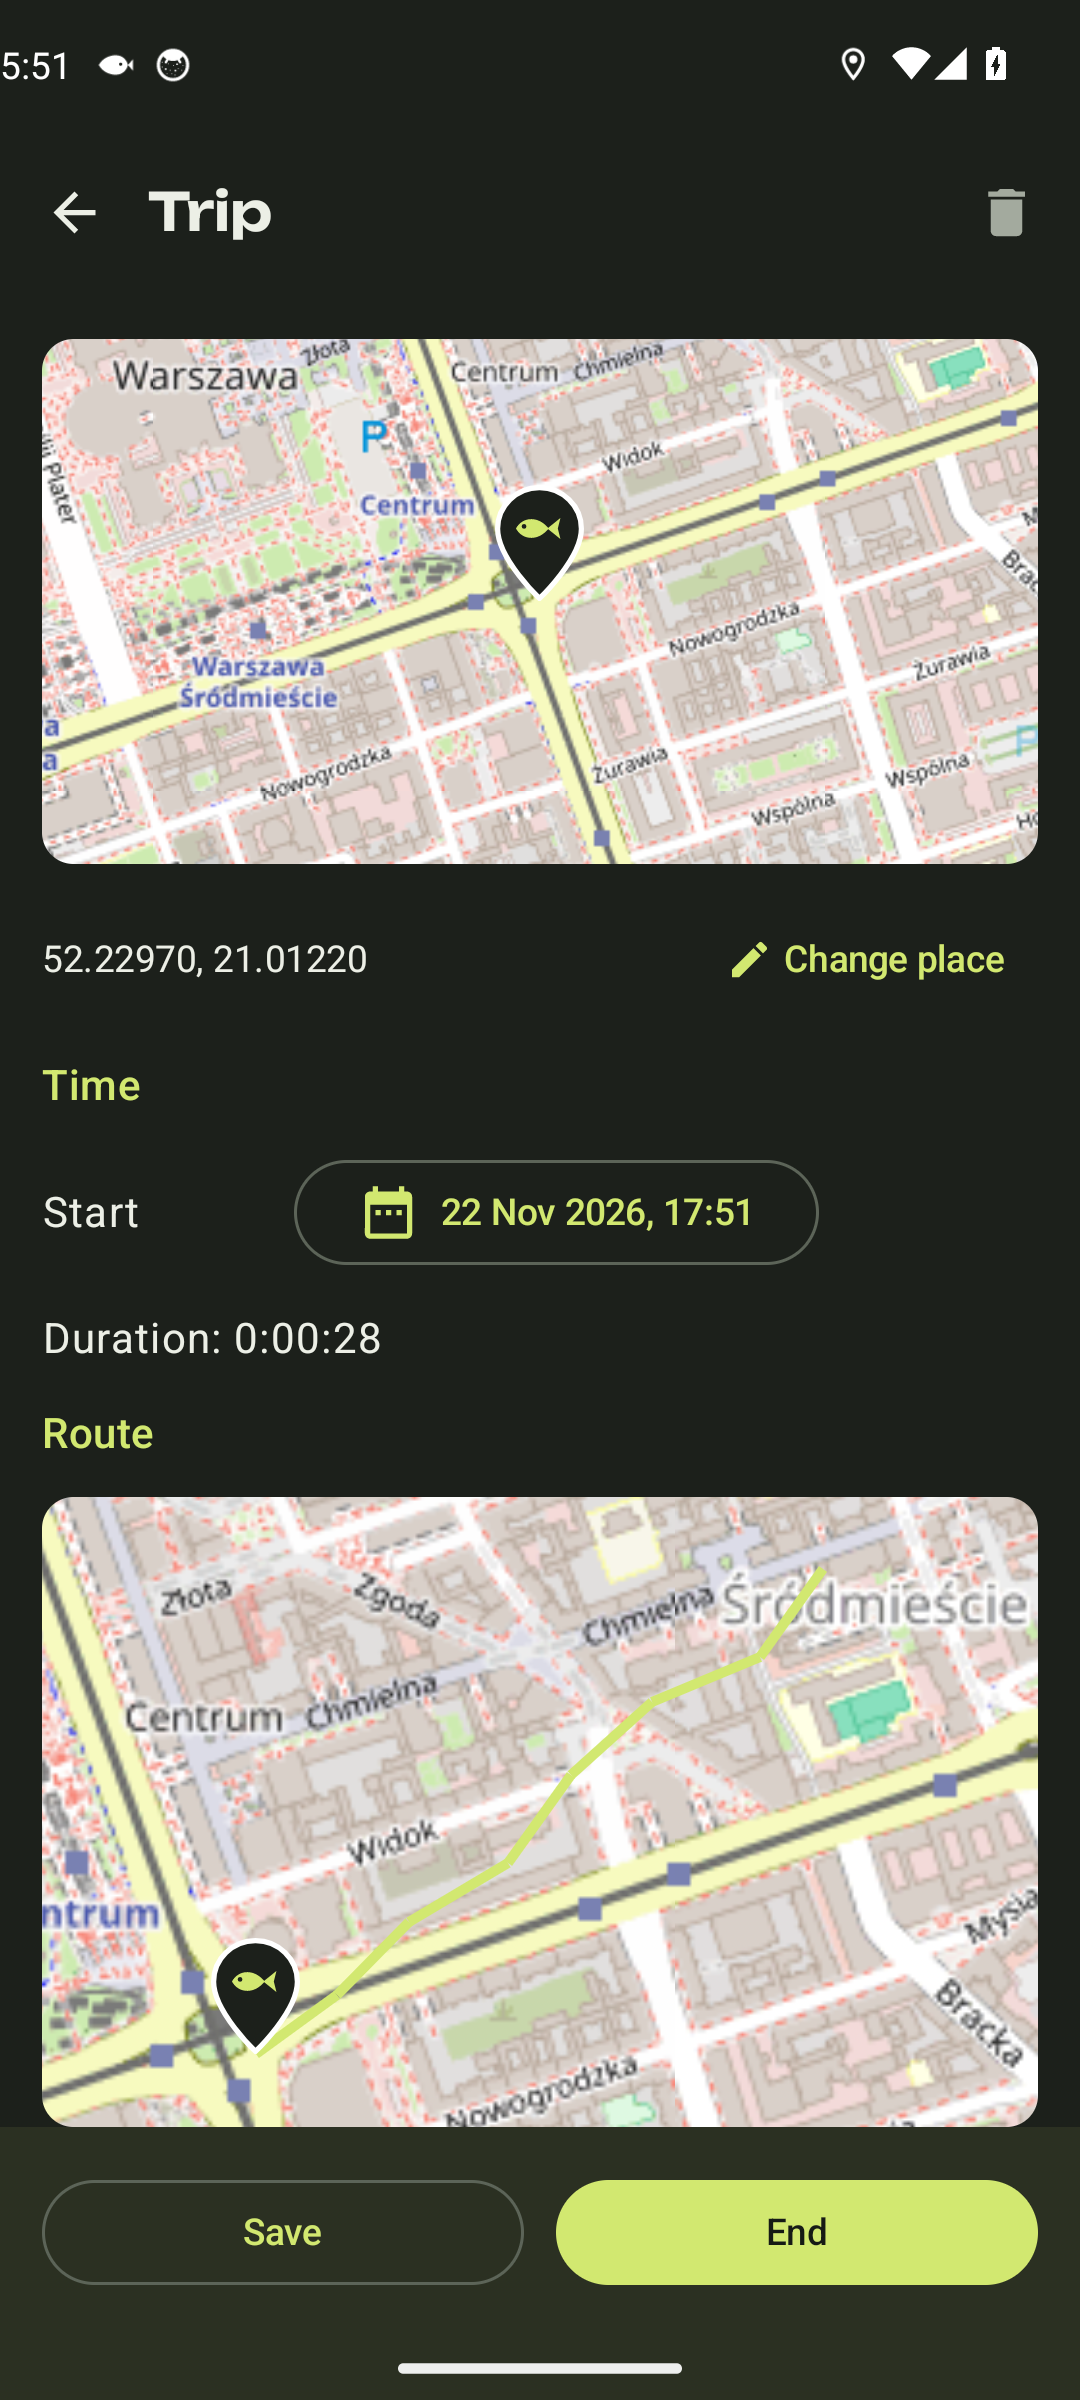 5:51
Trip
Złota
Warszawa
Centrum
Chmielna
P
Widok
Centrum
Nowogrodzka
Warszawa
Śródmieście
Żurawia
a
a
Nowogrodzka
Żurawia
P
Wspólna
Wspólna
52.22970, 21.01220
Change place
Time
Start
22 Nov 2026, 17:51
Duration: 0:00:28
Route
Złota
Zgoda
Chmielna
Śródmieście
Centrum
Chmielna
Widok
ntrum
Mysia
Bracka
Nowogrodzka
Save
End